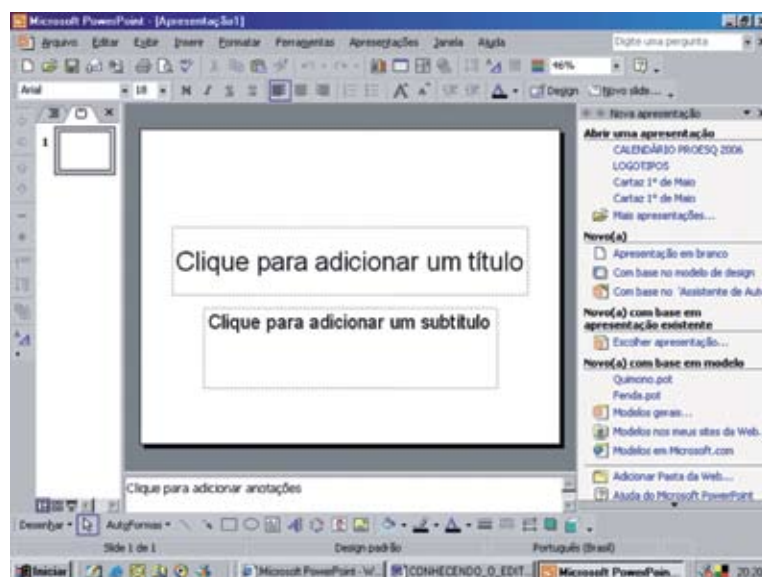 Microsoft PowerPoint - [Apresentação1]
Arquivo Editar Exibir Inserir Formatar Ferramentas Apresentações Janela Ajuda
Digite uma pergunta
46%
Arial 18 N I S S Design Novo slide...
Nova apresentação
1
Abrir uma apresentação
CALENDÁRIO PROESQ 2006
LOGOTIPOS
Cartaz 1º de Maio
Cartaz 1º de Maio
Mais apresentações...
Novo(a)
Apresentação em branco
Com base no modelo de design
Com base no 'Assistente de Aut
Novo(a) com base em
apresentação existente
Escolher apresentação...
Novo(a) com base em modelo
Quimono.pot
Fenda.pot
Modelos gerais...
Modelos nos meus sites da Web.
Modelos em Microsoft.com
Adicionar Pasta da Web...
Ajuda do Microsoft PowerPoint
Clique para adicionar um título
Clique para adicionar um subtítulo
Clique para adicionar anotações
Desenhar AutoFormas
Slide 1 de 1 Design padrão Português (Brasil)
Iniciar Microsoft PowerPoint - W... CONHECENDO_O_EDIT... Microsoft PowerPoin... 20:20